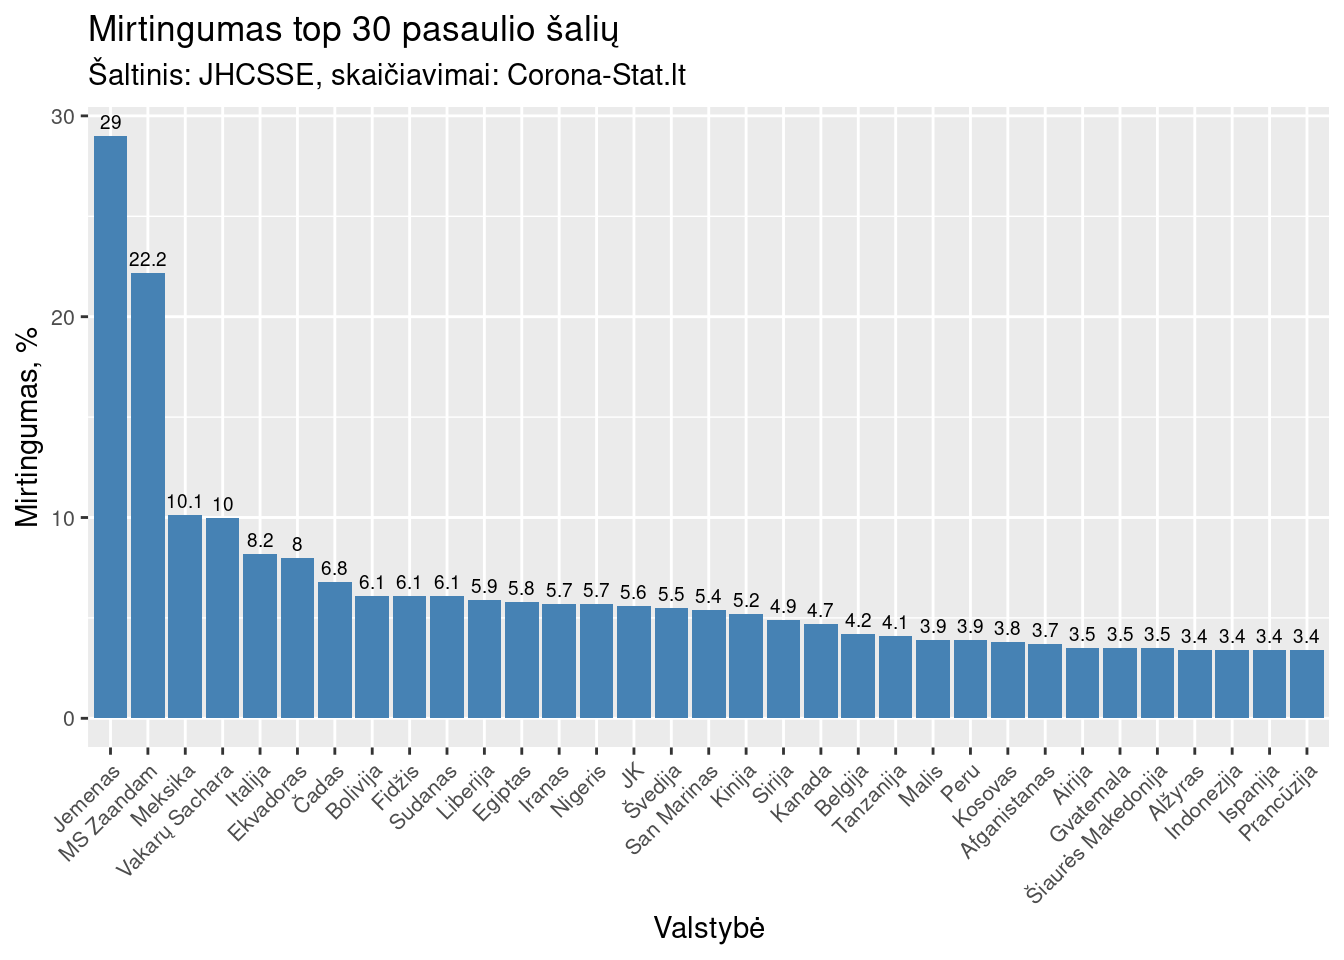 Mirtingumas top 30 pasaulio šalių
Šaltinis: JHCSSE, skaičiavimai: Corona-Stat.lt
Mirtingumas, %
30
20
10
0
29
22.2
10.1
10
8.2
8
6.8
6.1
6.1
6.1
5.9
5.8
5.7
5.7
5.6
5.5
5.4
5.2
4.9
4.7
4.2
4.1
3.9
3.9
3.8
3.7
3.5
3.5
3.5
3.4
3.4
3.4
3.4
Jemenas
MS Zaandam
Meksika
Vakarų Sachara
Italija
Ekvadoras
Čadas
Bolivija
Fidžis
Sudanas
Liberija
Egiptas
Iranas
Nigeris
JK
Švedija
San Marinas
Kinija
Sirija
Kanada
Belgija
Tanzanija
Malis
Peru
Kosovas
Afganistanas
Airija
Gvatemala
Šiaurės Makedonija
Alžyras
Indonezija
Ispanija
Prancūzija
Valstybė